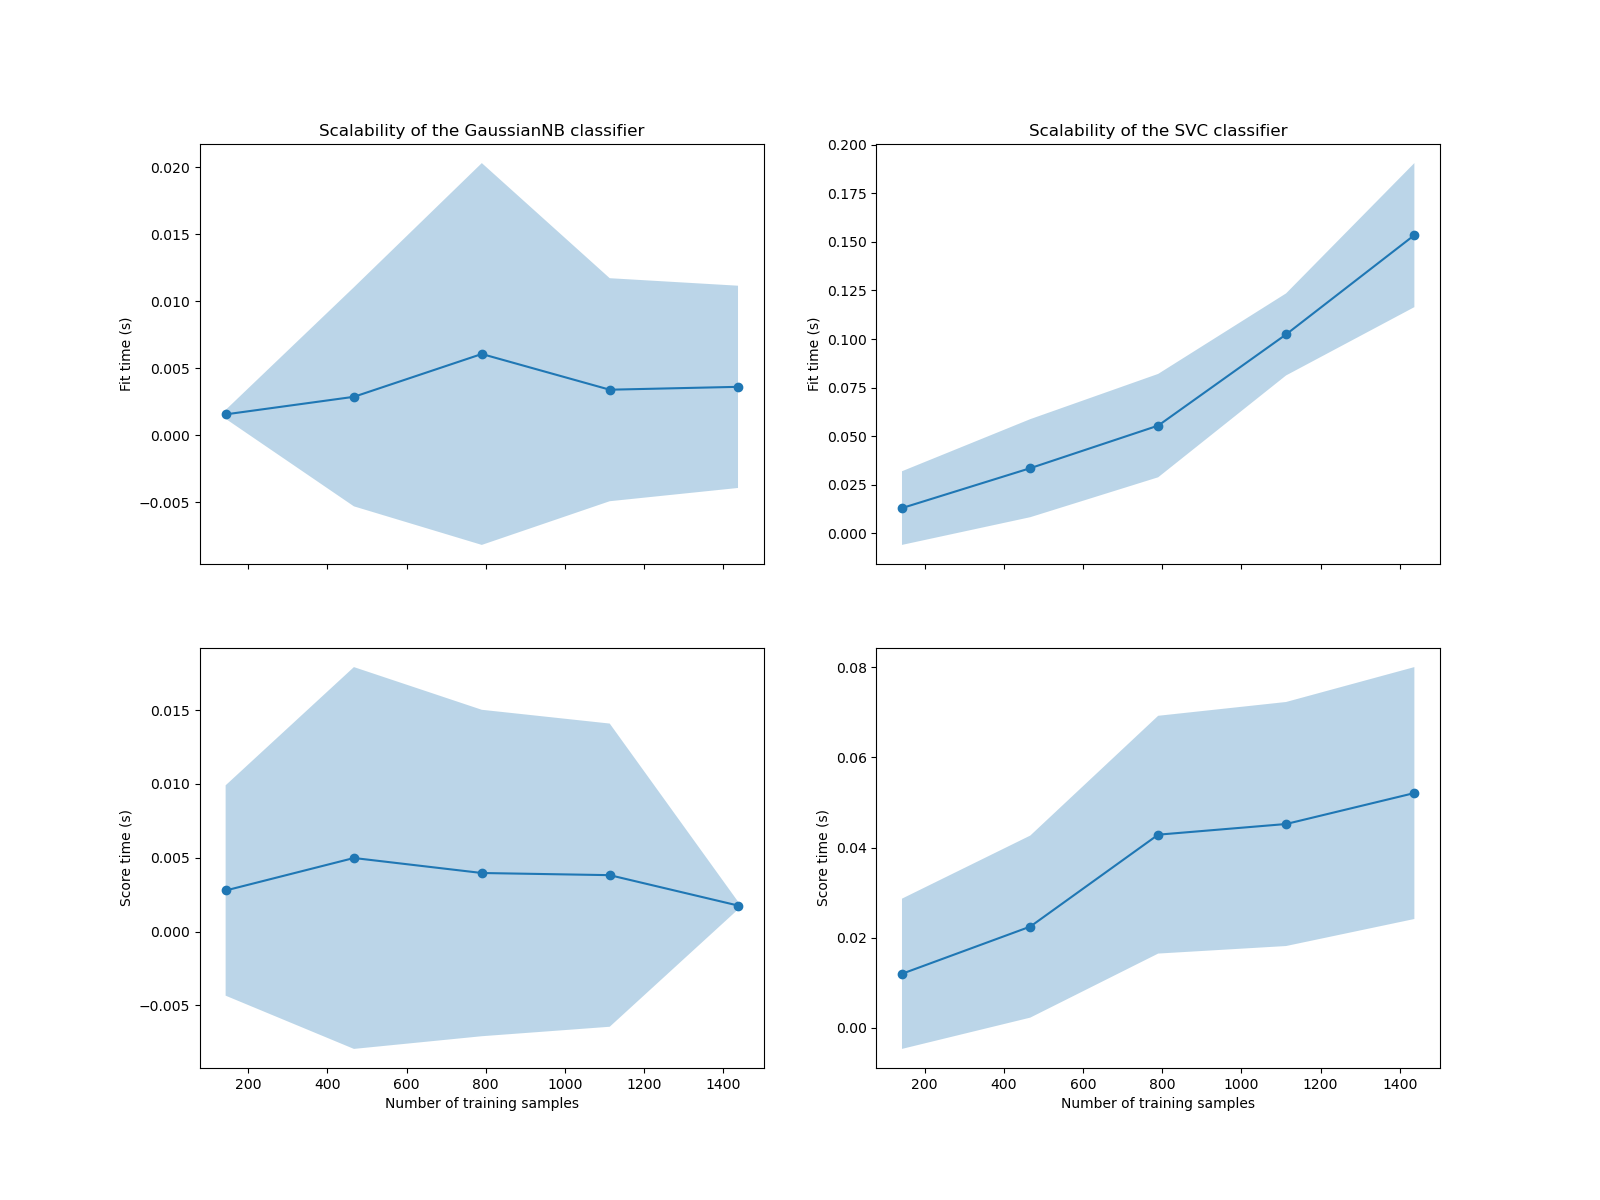 Scalability of the GaussianNB classifier
0.020
0.015
0.010
0.005
0.000
−0.005
Fit time (s)
Scalability of the SVC classifier
0.200
0.175
0.150
0.125
0.100
0.075
0.050
0.025
0.000
Fit time (s)
0.015
0.010
0.005
0.000
−0.005
Score time (s)
200 400 600 800 1000 1200 1400
Number of training samples
0.08
0.06
0.04
0.02
0.00
Score time (s)
200 400 600 800 1000 1200 1400
Number of training samples